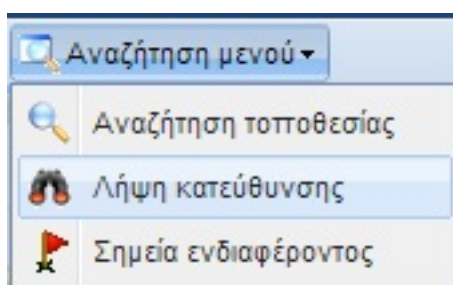 Αναζήτηση μενού
Αναζήτηση τοποθεσίας
Λήψη κατεύθυνσης
Σημεία ενδιαφέροντος